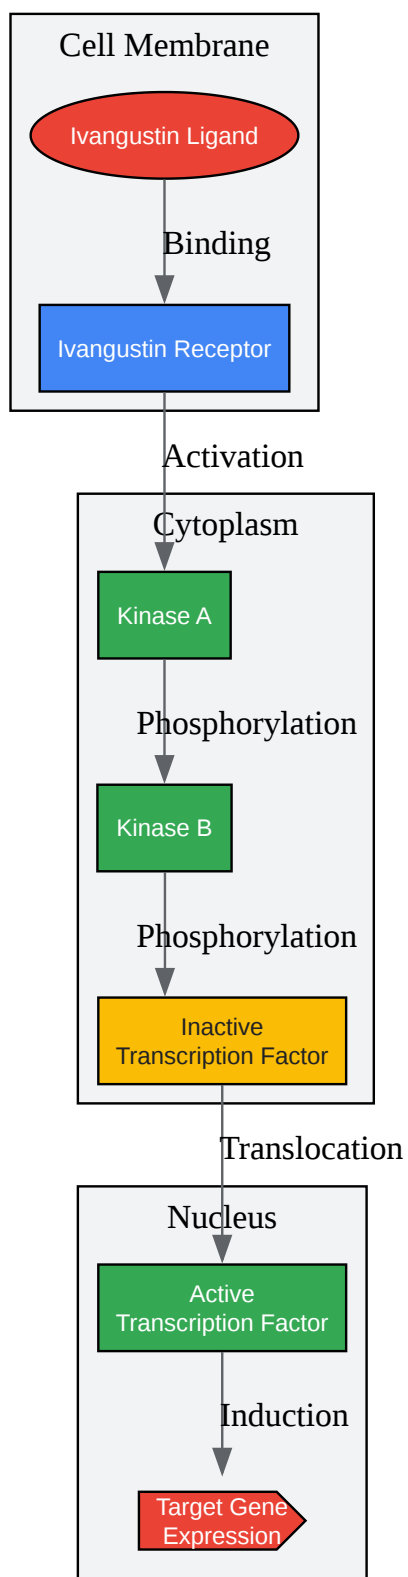 Cell Membrane
Ivangustin Ligand
Binding
Ivangustin Receptor
Activation
Cytoplasm
Kinase A
Phosphorylation
Kinase B
Phosphorylation
Inactive
Transcription Factor
Translocation
Nucleus
Active
Transcription Factor
Induction
Target Gene
Expression